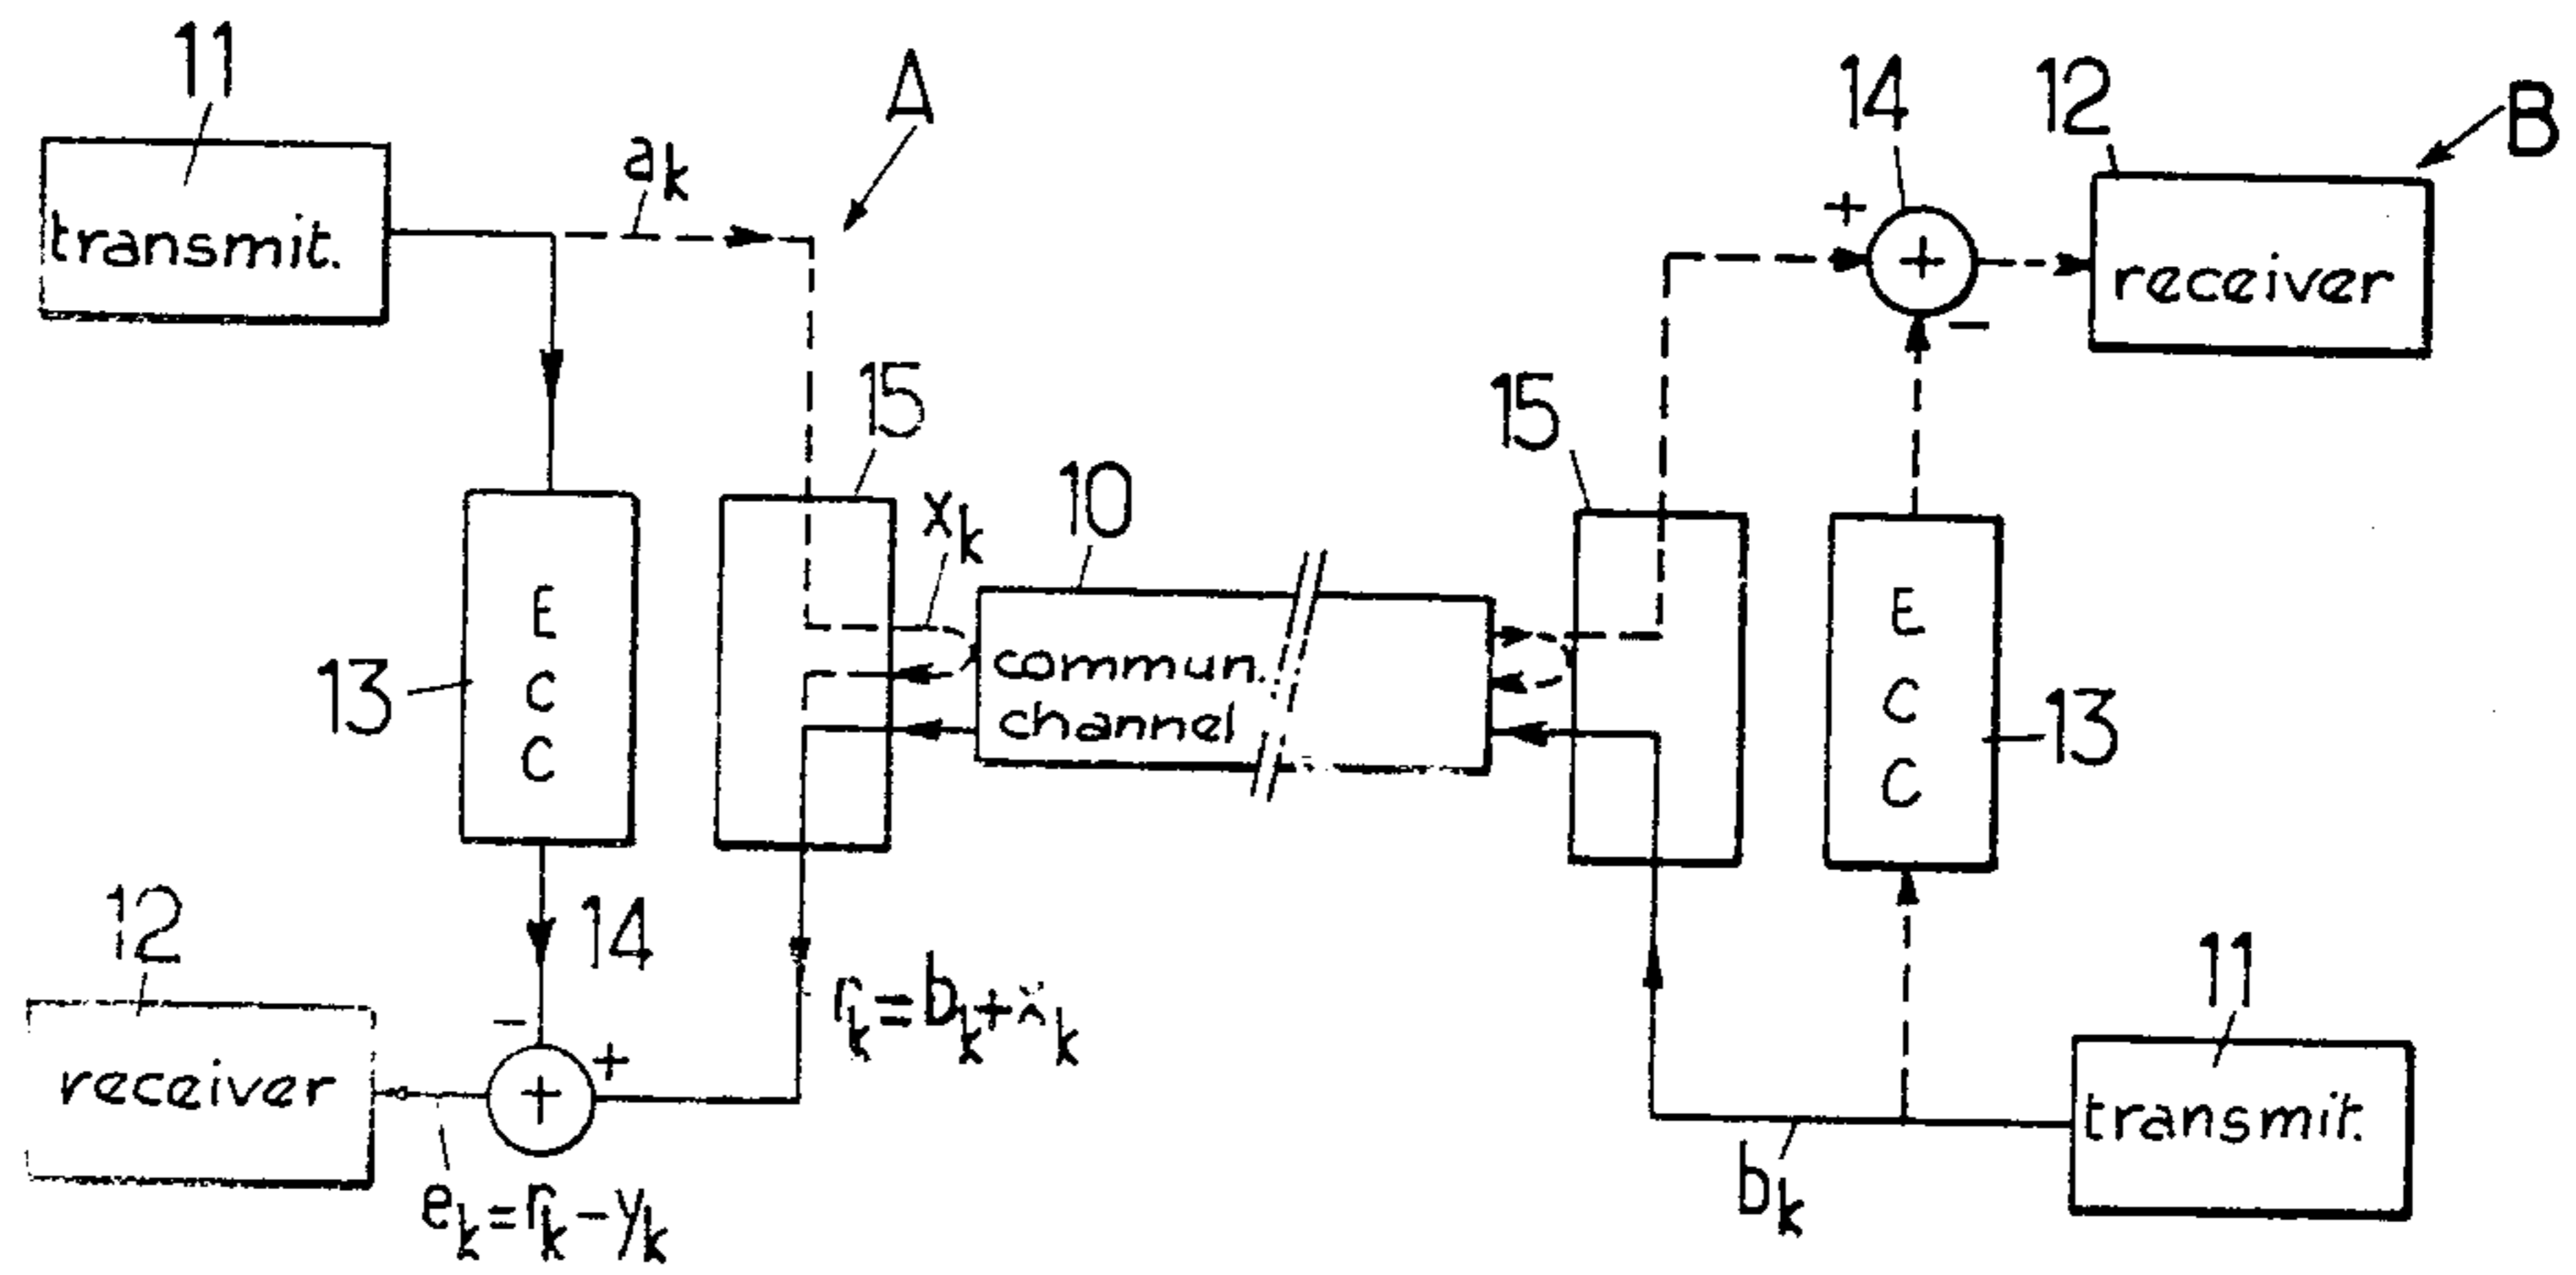 11
transmit.
a_k
A
14
12
B
+
+
−
receiver
15
x_k
10
15
E
C
C
13
commun.
channel
E
C
C
13
12
14
receiver
−
+
+
r_k = b_k + x_k
e_k = r_k − y_k
b_k
11
transmit.